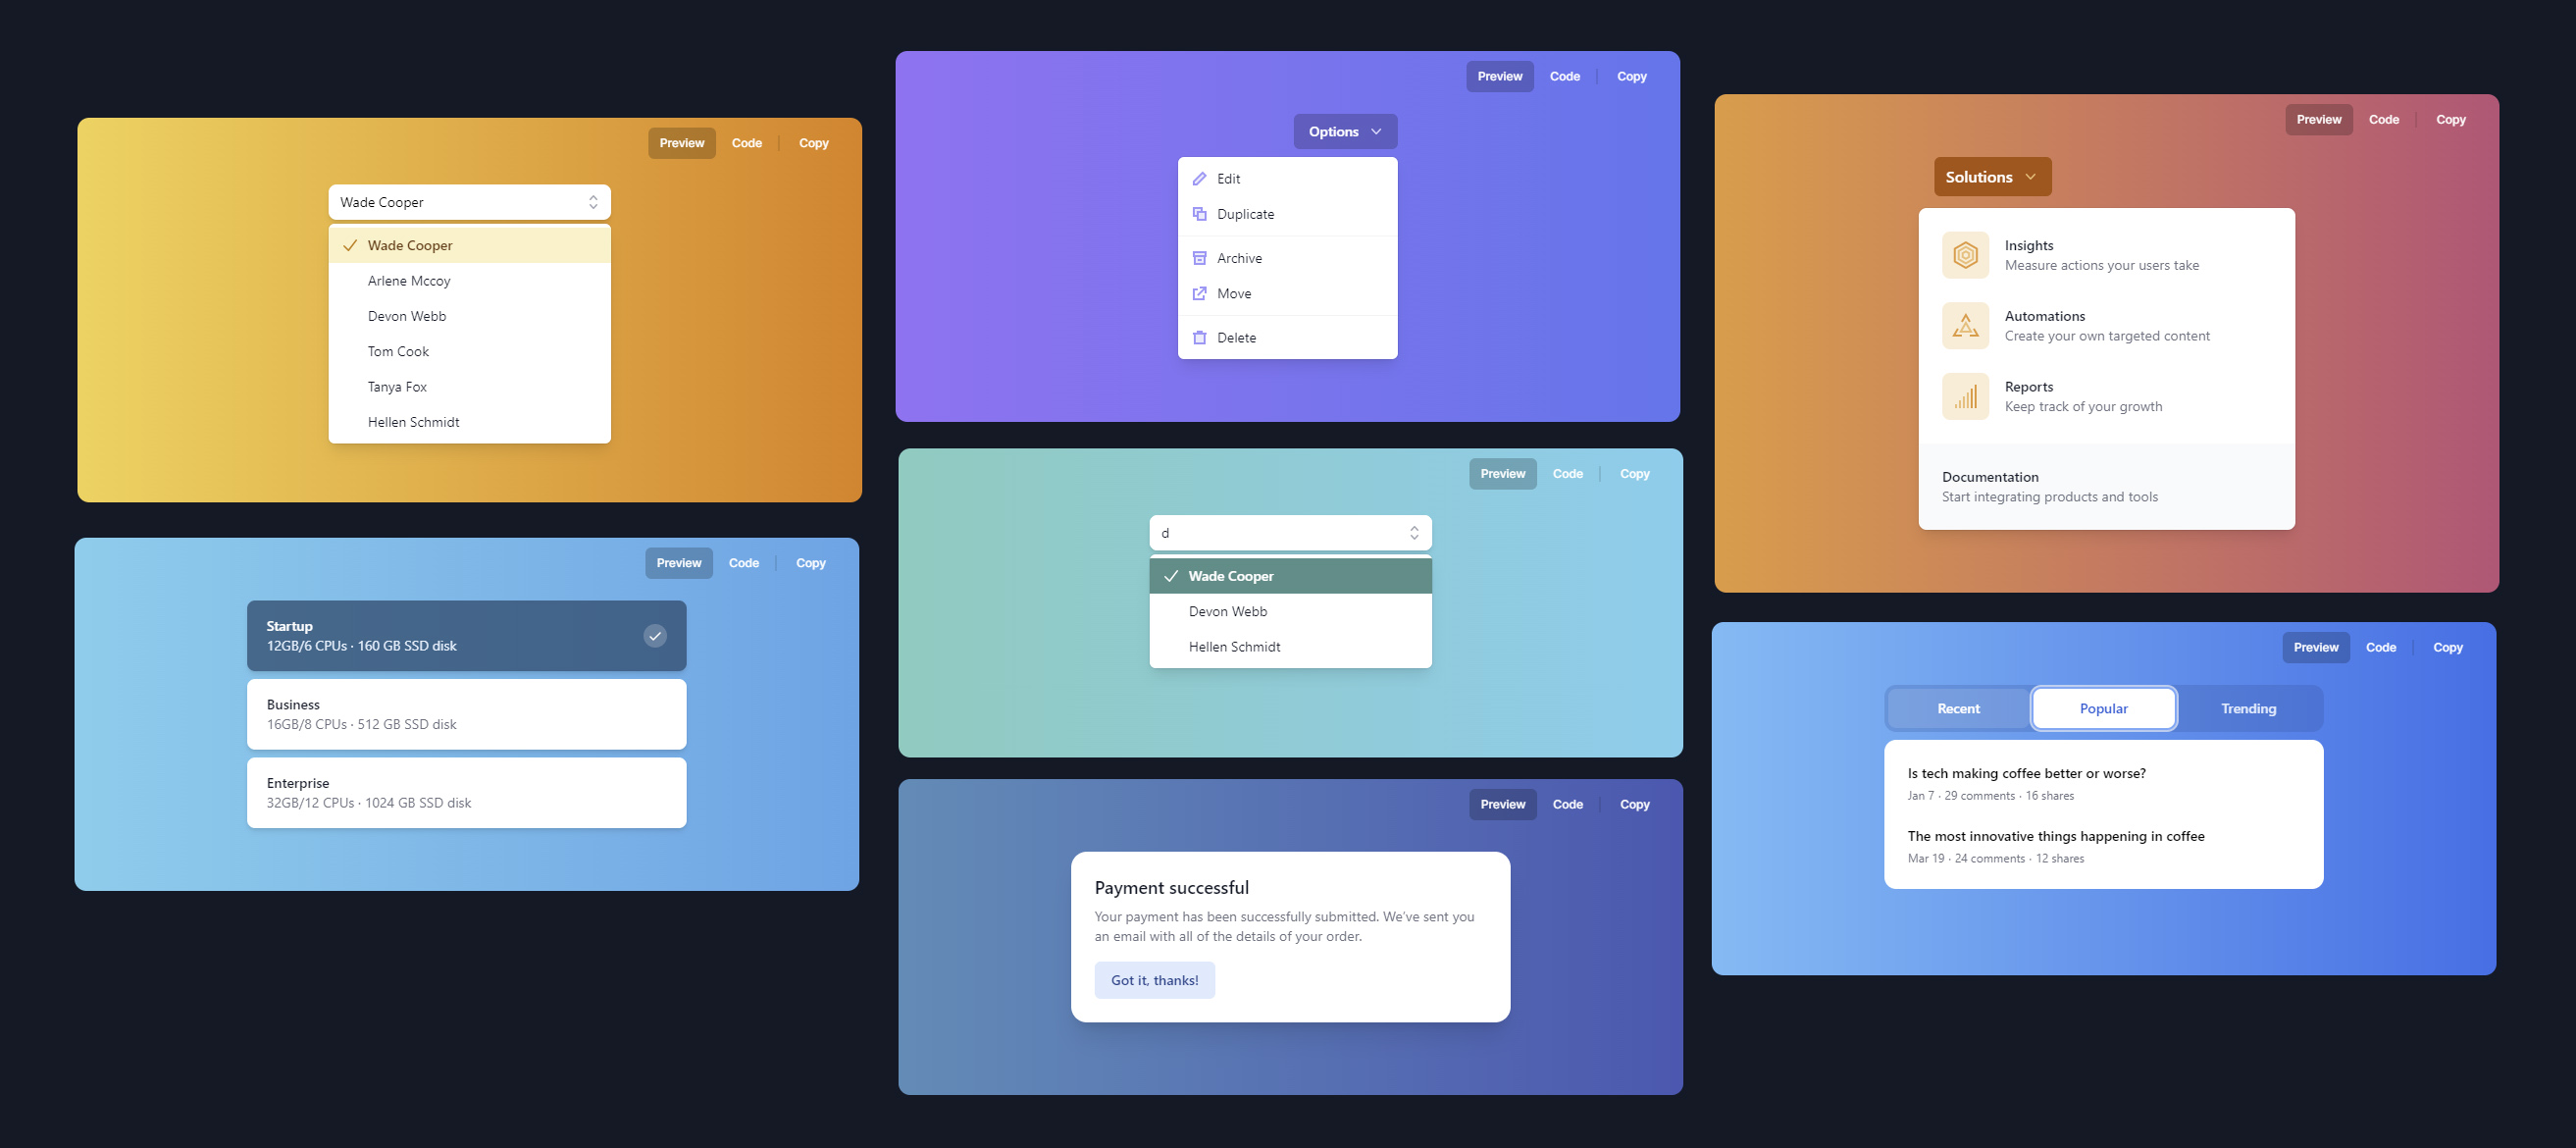 Preview Code Copy
Wade Cooper
Wade Cooper
Arlene Mccoy
Devon Webb
Tom Cook
Tanya Fox
Hellen Schmidt
Preview Code Copy
Startup
12GB/6 CPUs · 160 GB SSD disk
Business
16GB/8 CPUs · 512 GB SSD disk
Enterprise
32GB/12 CPUs · 1024 GB SSD disk
Preview Code Copy
Options
Edit
Duplicate
Archive
Move
Delete
Preview Code Copy
d
Wade Cooper
Devon Webb
Hellen Schmidt
Preview Code Copy
Payment successful
Your payment has been successfully submitted. We've sent you
an email with all of the details of your order.
Got it, thanks!
Preview Code Copy
Solutions
Insights
Measure actions your users take
Automations
Create your own targeted content
Reports
Keep track of your growth
Documentation
Start integrating products and tools
Preview Code Copy
Recent Popular Trending
Is tech making coffee better or worse?
Jan 7 · 29 comments · 16 shares
The most innovative things happening in coffee
Mar 19 · 24 comments · 12 shares